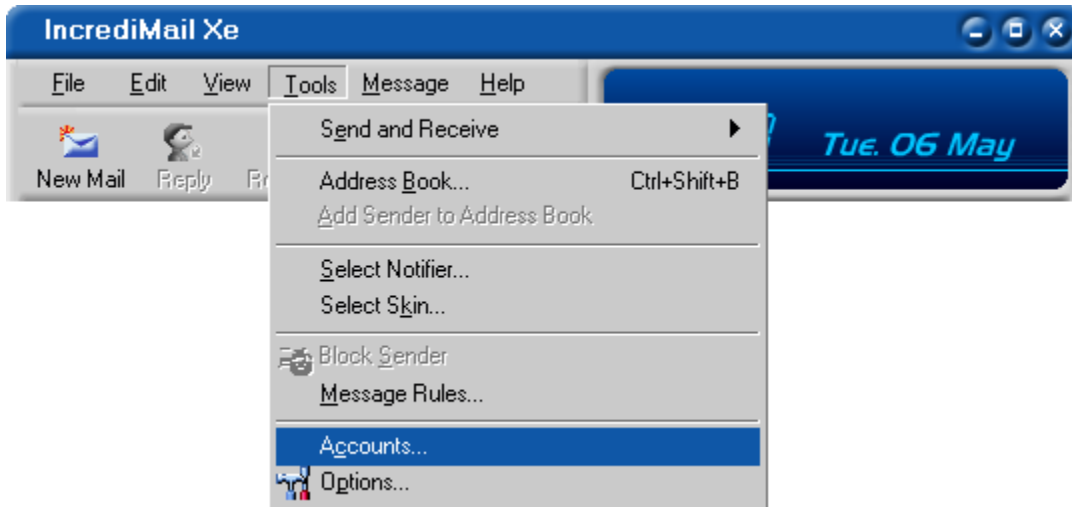 IncrediMail Xe
File Edit View Tools Message Help
Tue. 06 May
New Mail Reply
Send and Receive
Address Book... Ctrl+Shift+B
Add Sender to Address Book
Select Notifier...
Select Skin...
Block Sender
Message Rules...
Accounts...
Options...